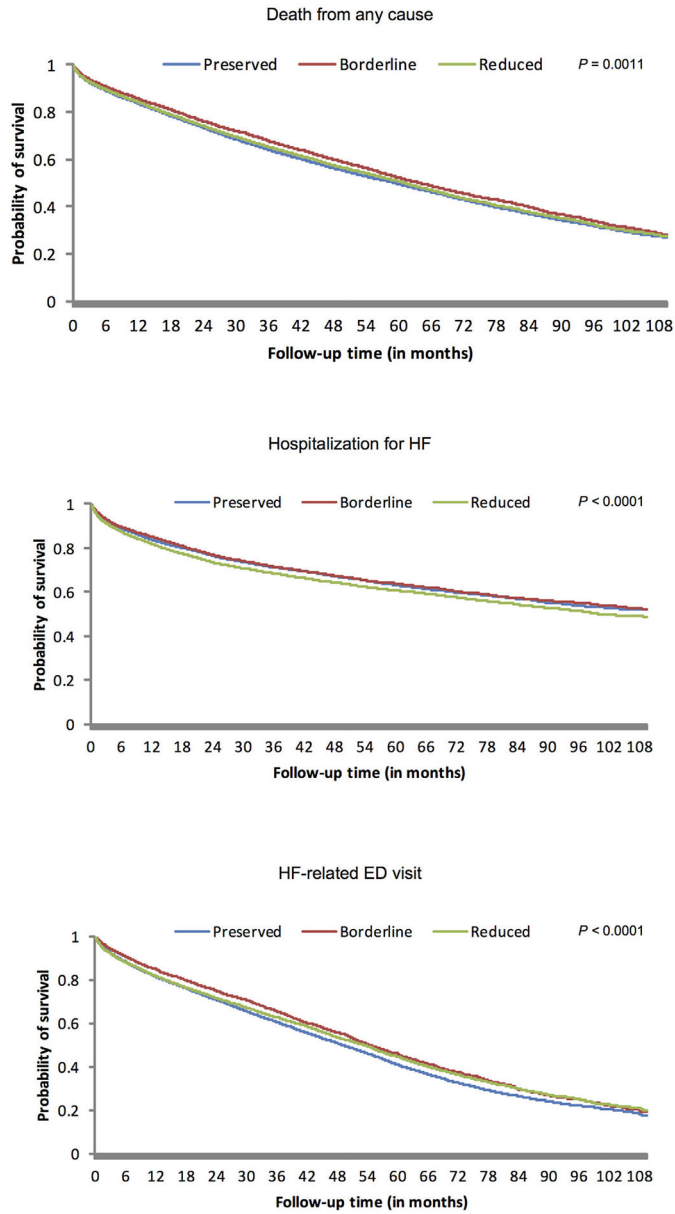 Death from any cause
Preserved Borderline Reduced P = 0.0011
Probability of survival
1
0.8
0.6
0.4
0.2
0
0 6 12 18 24 30 36 42 48 54 60 66 72 78 84 90 96 102 108
Follow-up time (in months)
Hospitalization for HF
Preserved Borderline Reduced P < 0.0001
Probability of survival
1
0.8
0.6
0.4
0.2
0
0 6 12 18 24 30 36 42 48 54 60 66 72 78 84 90 96 102 108
Follow-up time (in months)
HF-related ED visit
Preserved Borderline Reduced P < 0.0001
Probability of survival
1
0.8
0.6
0.4
0.2
0
0 6 12 18 24 30 36 42 48 54 60 66 72 78 84 90 96 102 108
Follow-up time (in months)